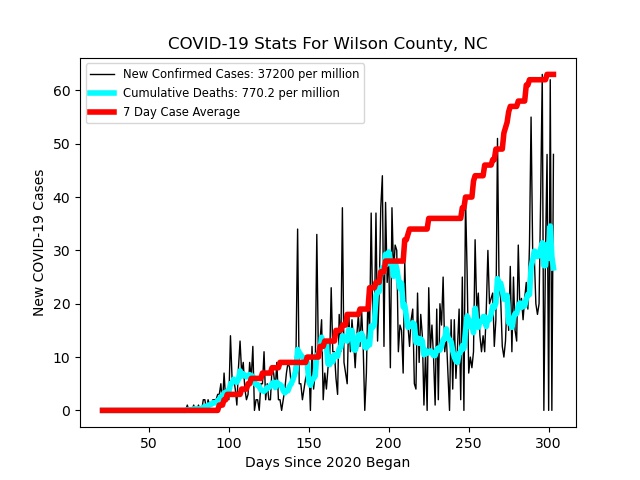 COVID-19 Stats For Wilson County, NC
New Confirmed Cases: 37200 per million
Cumulative Deaths: 770.2 per million
7 Day Case Average
New COVID-19 Cases
60
50
40
30
20
10
0
50
100
150
200
250
300
Days Since 2020 Began